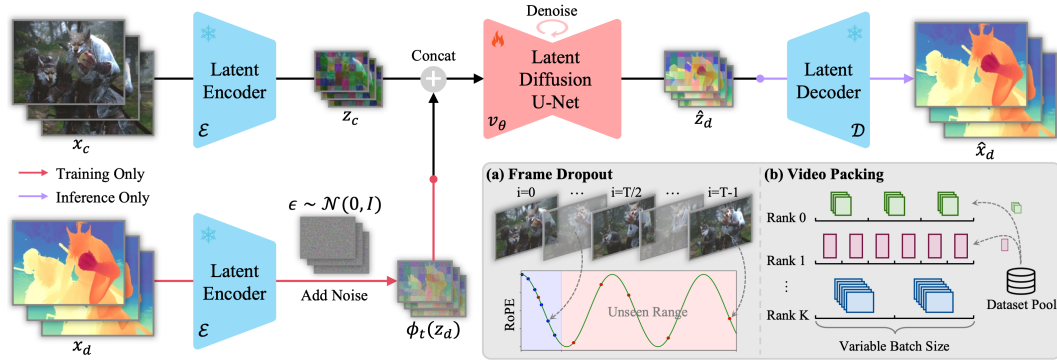 Denoise
Latent
Encoder
ℰ
Concat
Latent
Diffusion
U-Net
v_θ
Latent
Decoder
𝒟
x_c
z_c
ẑ_d
x̂_d
Training Only
Inference Only
ϵ ∼ 𝒩(0, I)
Latent
Encoder
ℰ
Add Noise
x_d
ϕ_t(z_d)
(a) Frame Dropout
i=0
...
i=T/2
...
i=T-1
RoPE
Unseen Range
(b) Video Packing
Rank 0
Rank 1
⋮
Rank K
Dataset Pool
Variable Batch Size